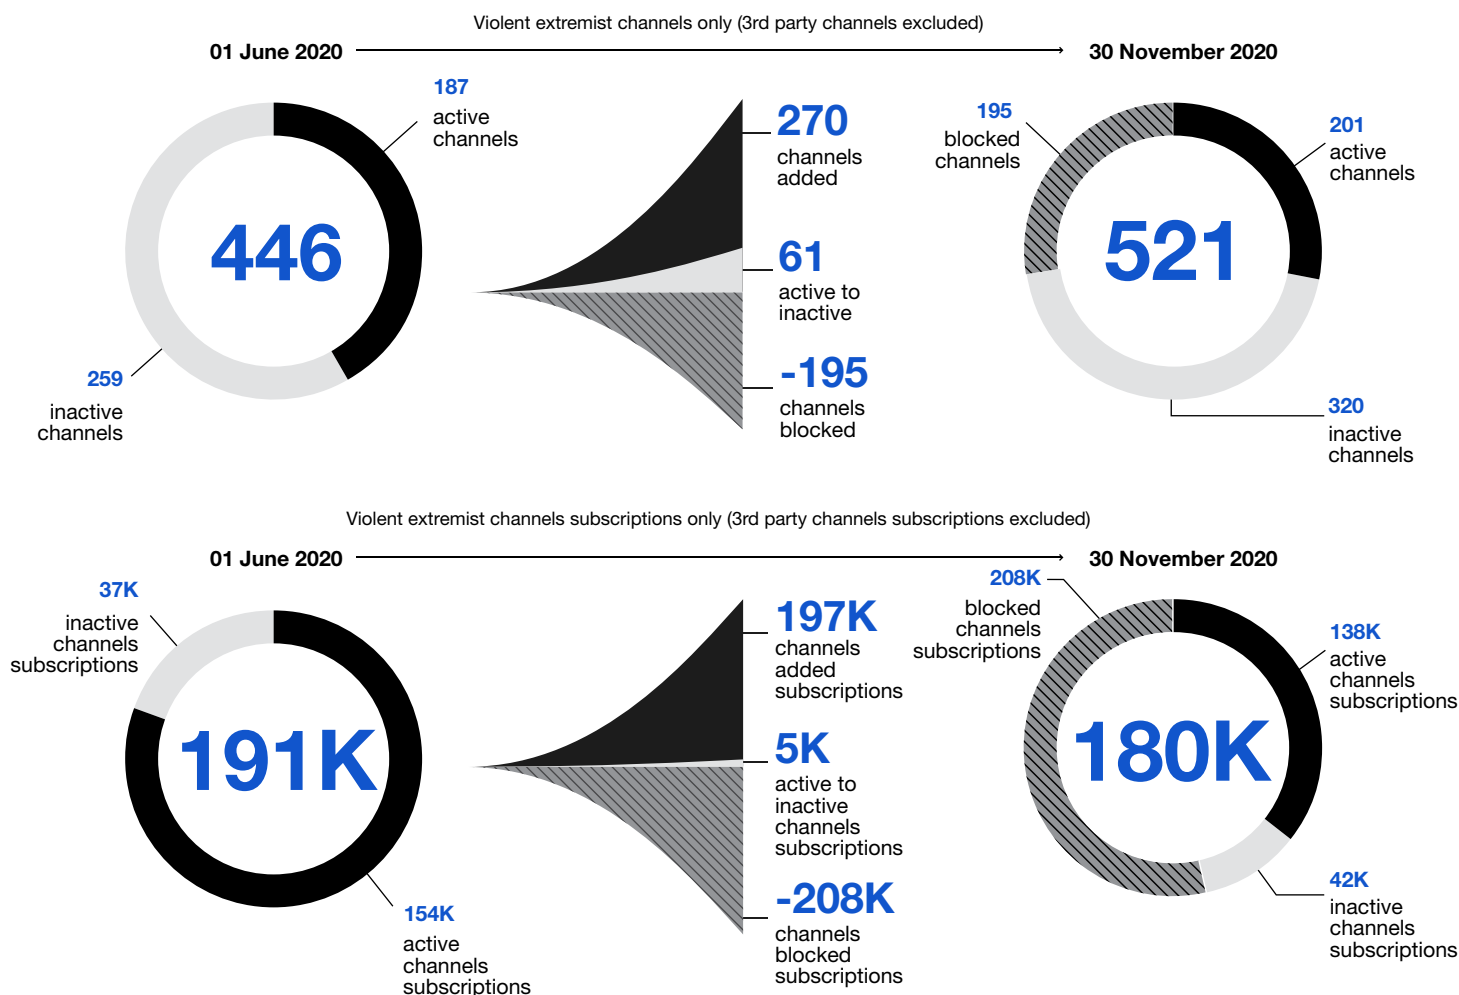 Violent extremist channels only (3rd party channels excluded)
01 June 2020
30 November 2020
187
active
channels
446
259
inactive
channels
270
channels
added
61
active to
inactive
-195
channels
blocked
195
blocked
channels
201
active
channels
521
320
inactive
channels
Violent extremist channels subscriptions only (3rd party channels subscriptions excluded)
01 June 2020
30 November 2020
37K
inactive
channels
subscriptions
191K
154K
active
channels
subscriptions
197K
channels
added
subscriptions
5K
active to
inactive
channels
subscriptions
-208K
channels
blocked
subscriptions
208K
blocked
channels
subscriptions
138K
active
channels
subscriptions
180K
42K
inactive
channels
subscriptions